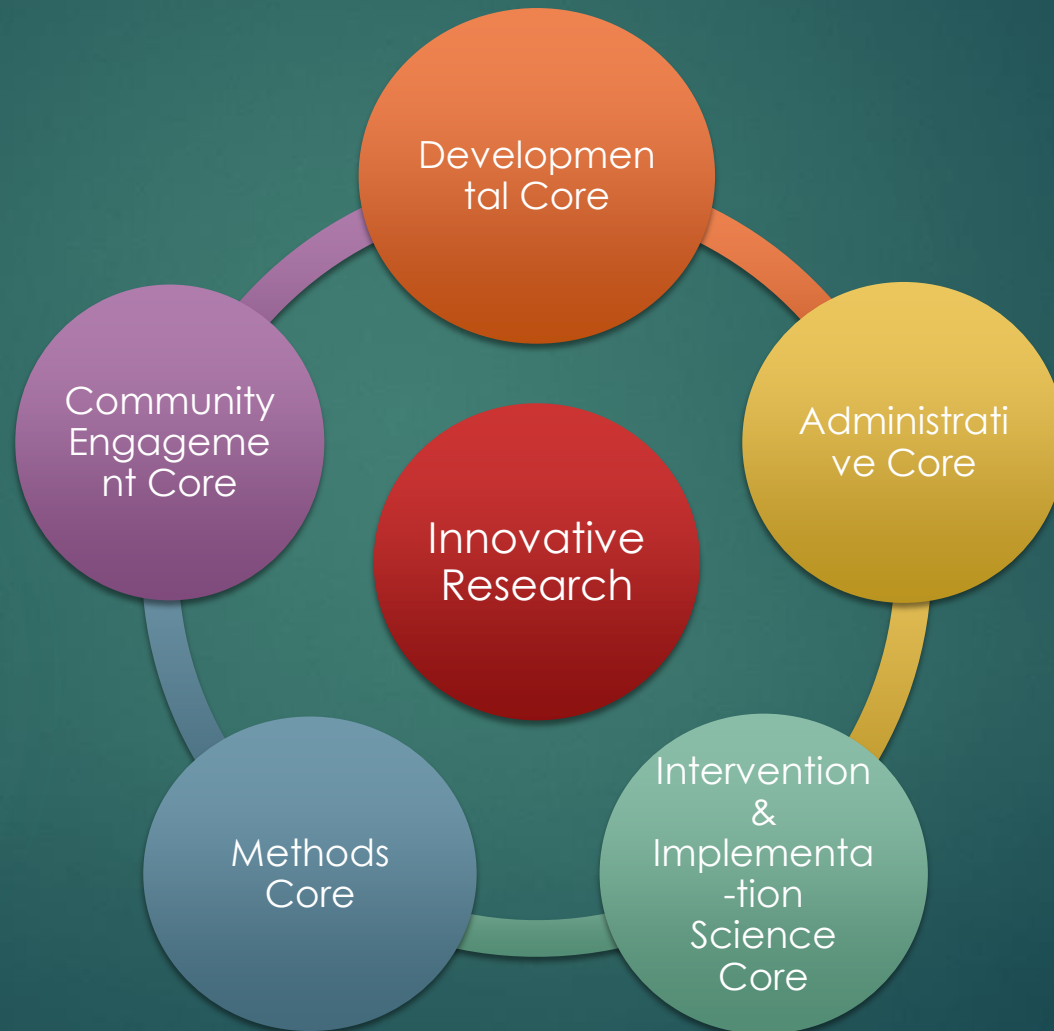 Developmen
tal Core
Community
Engageme
nt Core
Administrati
ve Core
Innovative
Research
Methods
Core
Intervention
&
Implementa
-tion
Science
Core